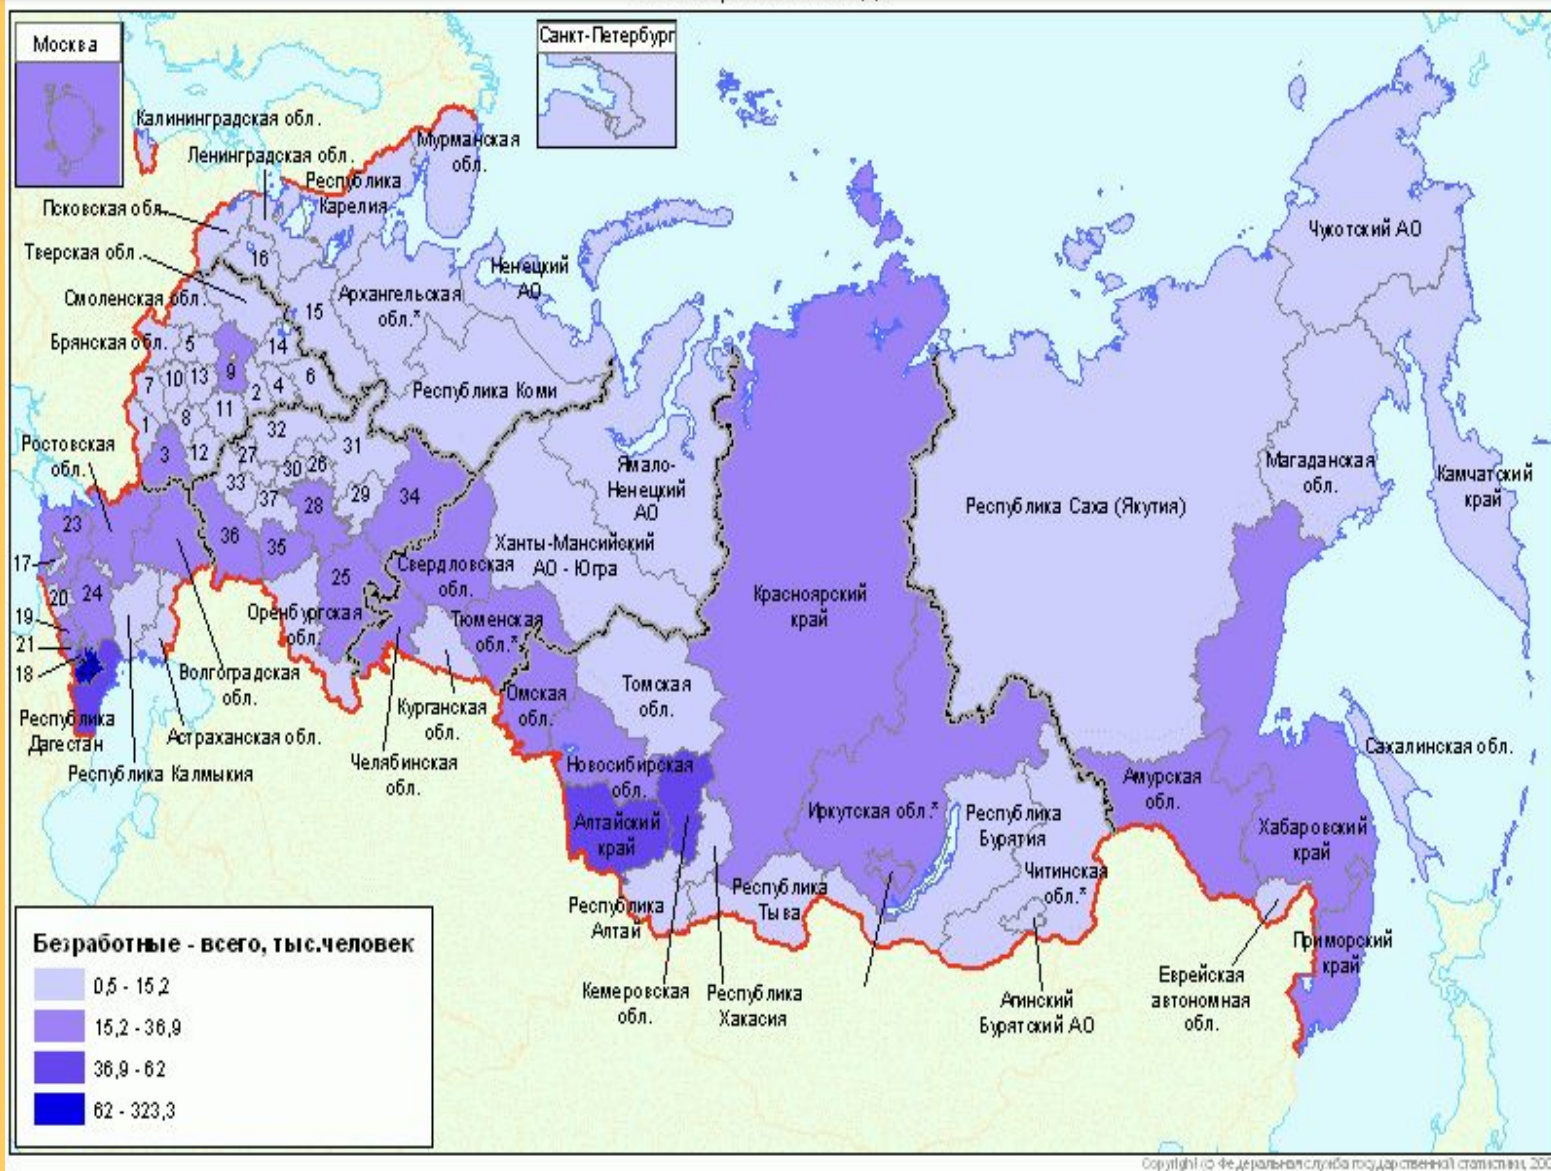 Москва
Санкт-Петербург
Калининградская обл.
Ленинградская обл.
Мурманская
обл.
Республика
Карелия
Псковская обл.
Тверская обл.
16
Ненецкий
АО
Чукотский АО
Смоленская обл.
Архангельская
обл.*
15
Брянская обл.
5
14
7
10
13
9
2
4
6
Республика Коми
1
8
11
Ростовская
обл.
3
12
32
31
27
30
26
33
37
28
29
34
Ямало-
Ненецкий
АО
Магаданская
обл.
Камчатский
край
Республика Саха (Якутия)
23
36
35
Ханты-Мансийский
АО - Югра
Свердловская
обл.
17
20
24
25
Красноярский
край
19
Оренбургская
обл.
Тюменская
обл.*
21
18
Волгоградская
обл.
Томская
обл.
Омская
обл.
Курганская
обл.
Республика
Дагестан
Астраханская обл.
Республика Калмыкия
Челябинская
обл.
Сахалинская обл.
Новосибирская
обл.
Амурская
обл.
Алтайский
край
Иркутская обл.*
Республика
Бурятия
Хабаровский
край
Читинская
обл.*
Республика
Тыва
Республика
Алтай
Приморский
край
Кемеровская
обл.
Республика
Хакасия
Агинский
Бурятский АО
Еврейская
автономная
обл.
Безработные - всего, тыс.человек
0,5 - 15,2
15,2 - 36,9
36,9 - 62
62 - 323,3
Copyright (c) Федеральная служба государственной статистики,